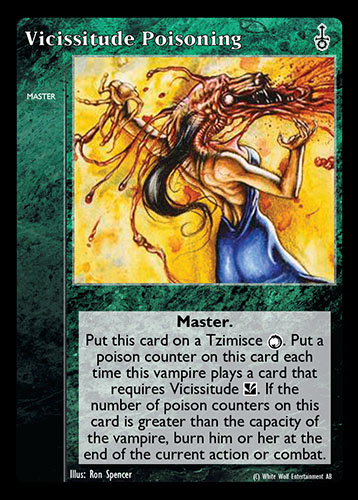 Vicissitude Poisoning
MASTER
Master.
Put this card on a Tzimisce . Put a
poison counter on this card each
time this vampire plays a card that
requires Vicissitude . If the
number of poison counters on this
card is greater than the capacity of
the vampire, burn him or her at the
end of the current action or combat.
Illus: Ron Spencer
(C) White Wolf Entertainment AB